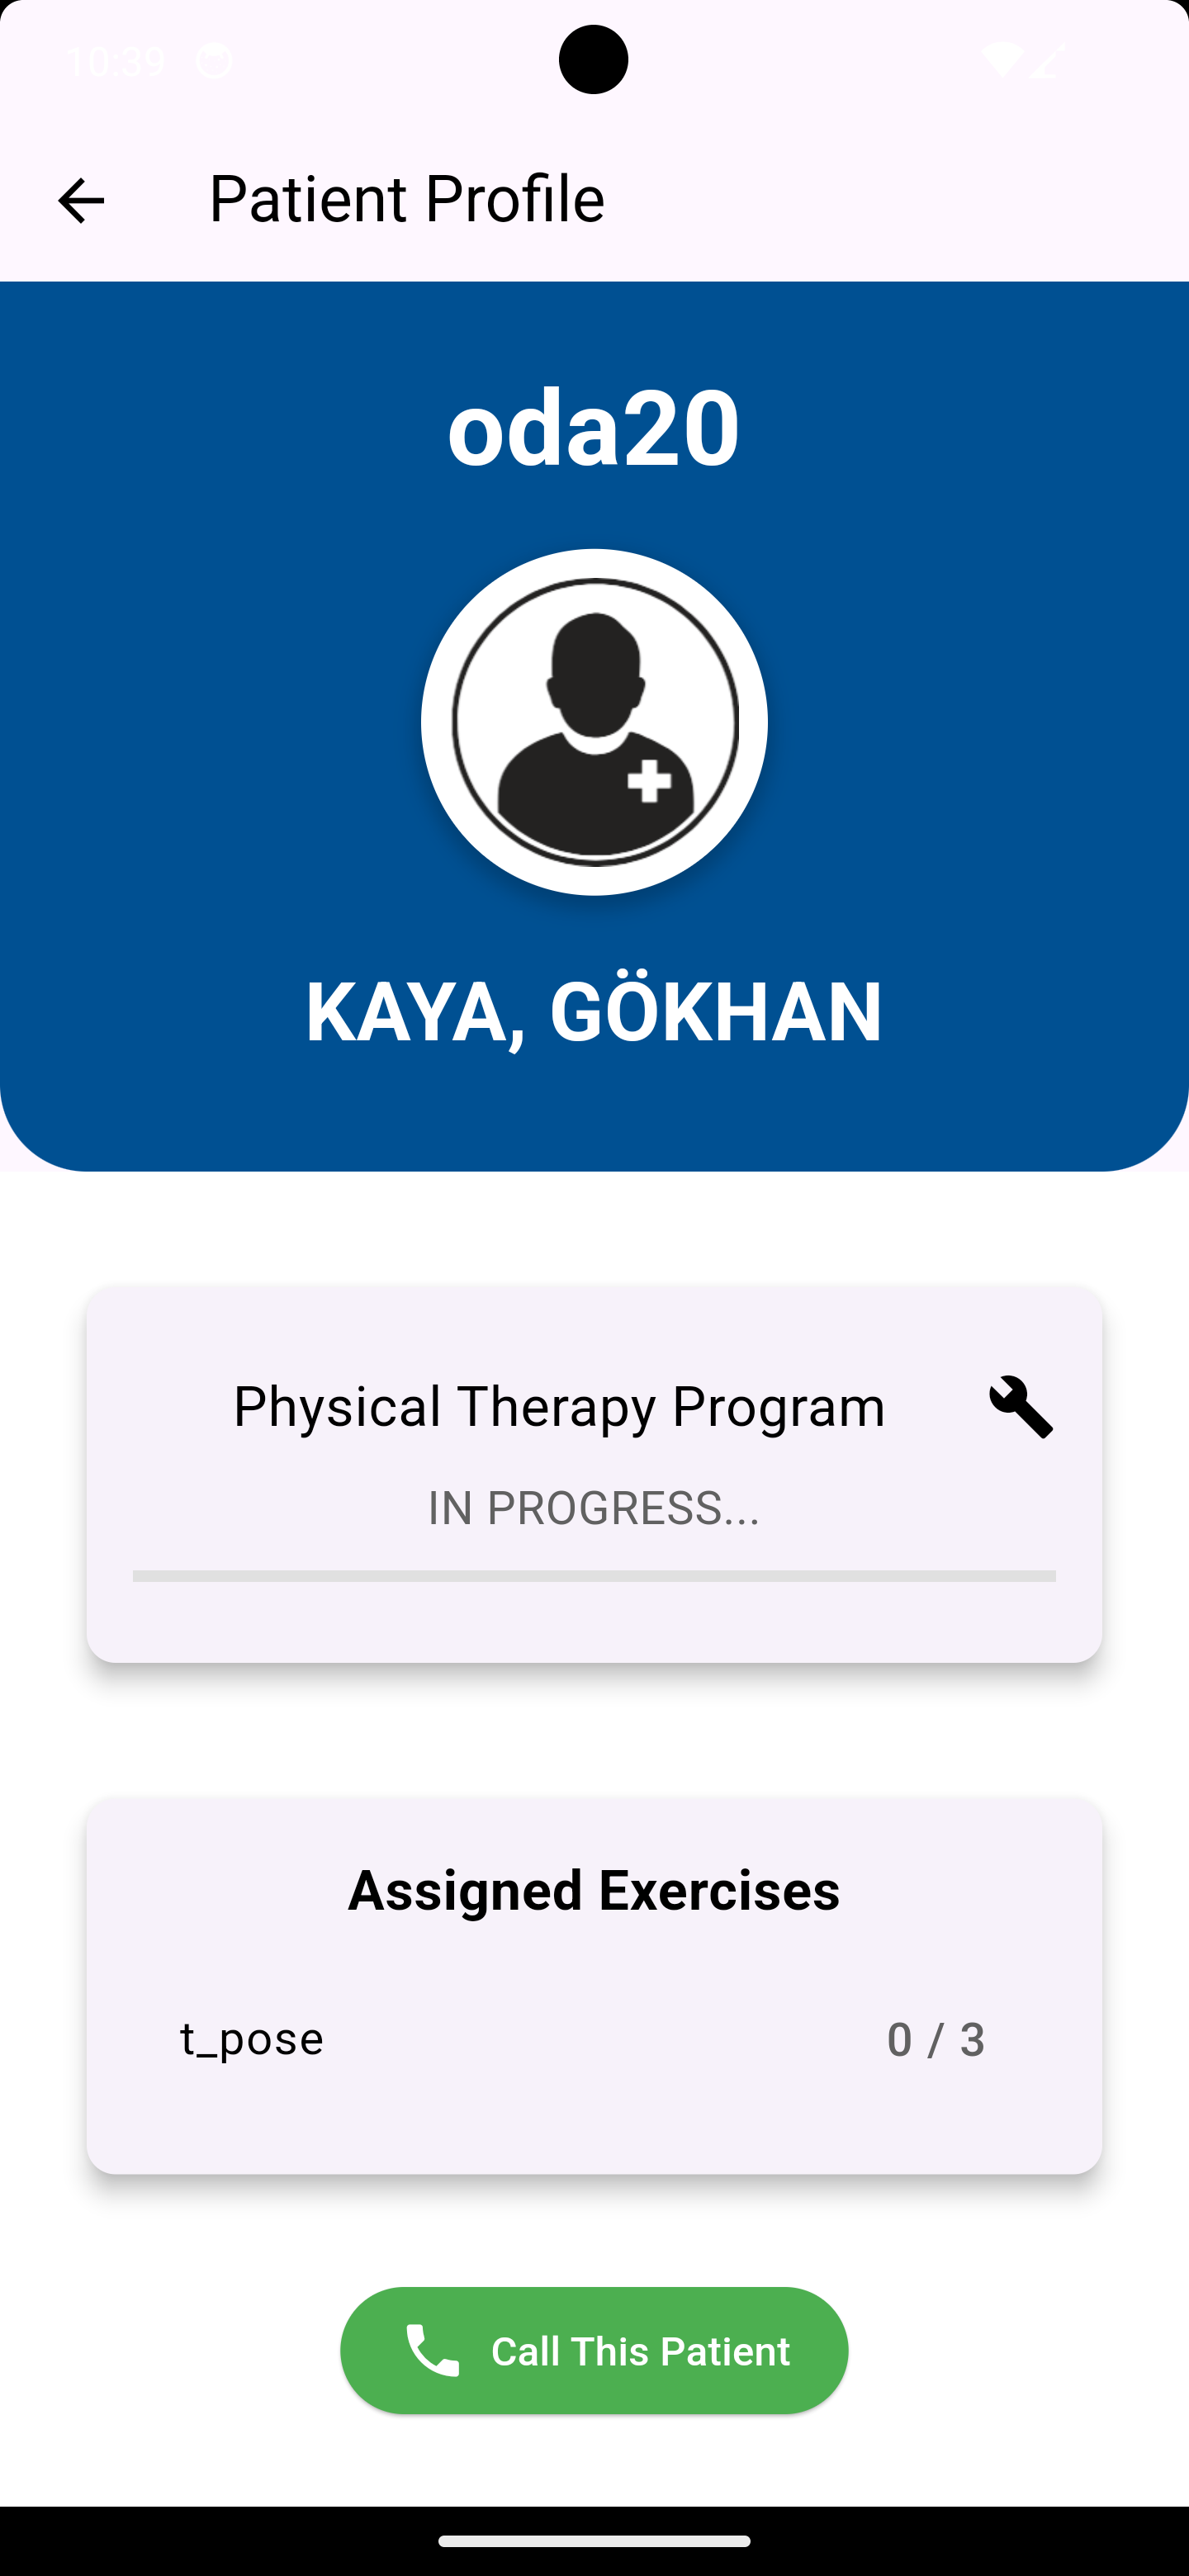 10:39
Patient Profile
oda20
KAYA, GÖKHAN
Physical Therapy Program
IN PROGRESS...
Assigned Exercises
t_pose 0 / 3
Call This Patient